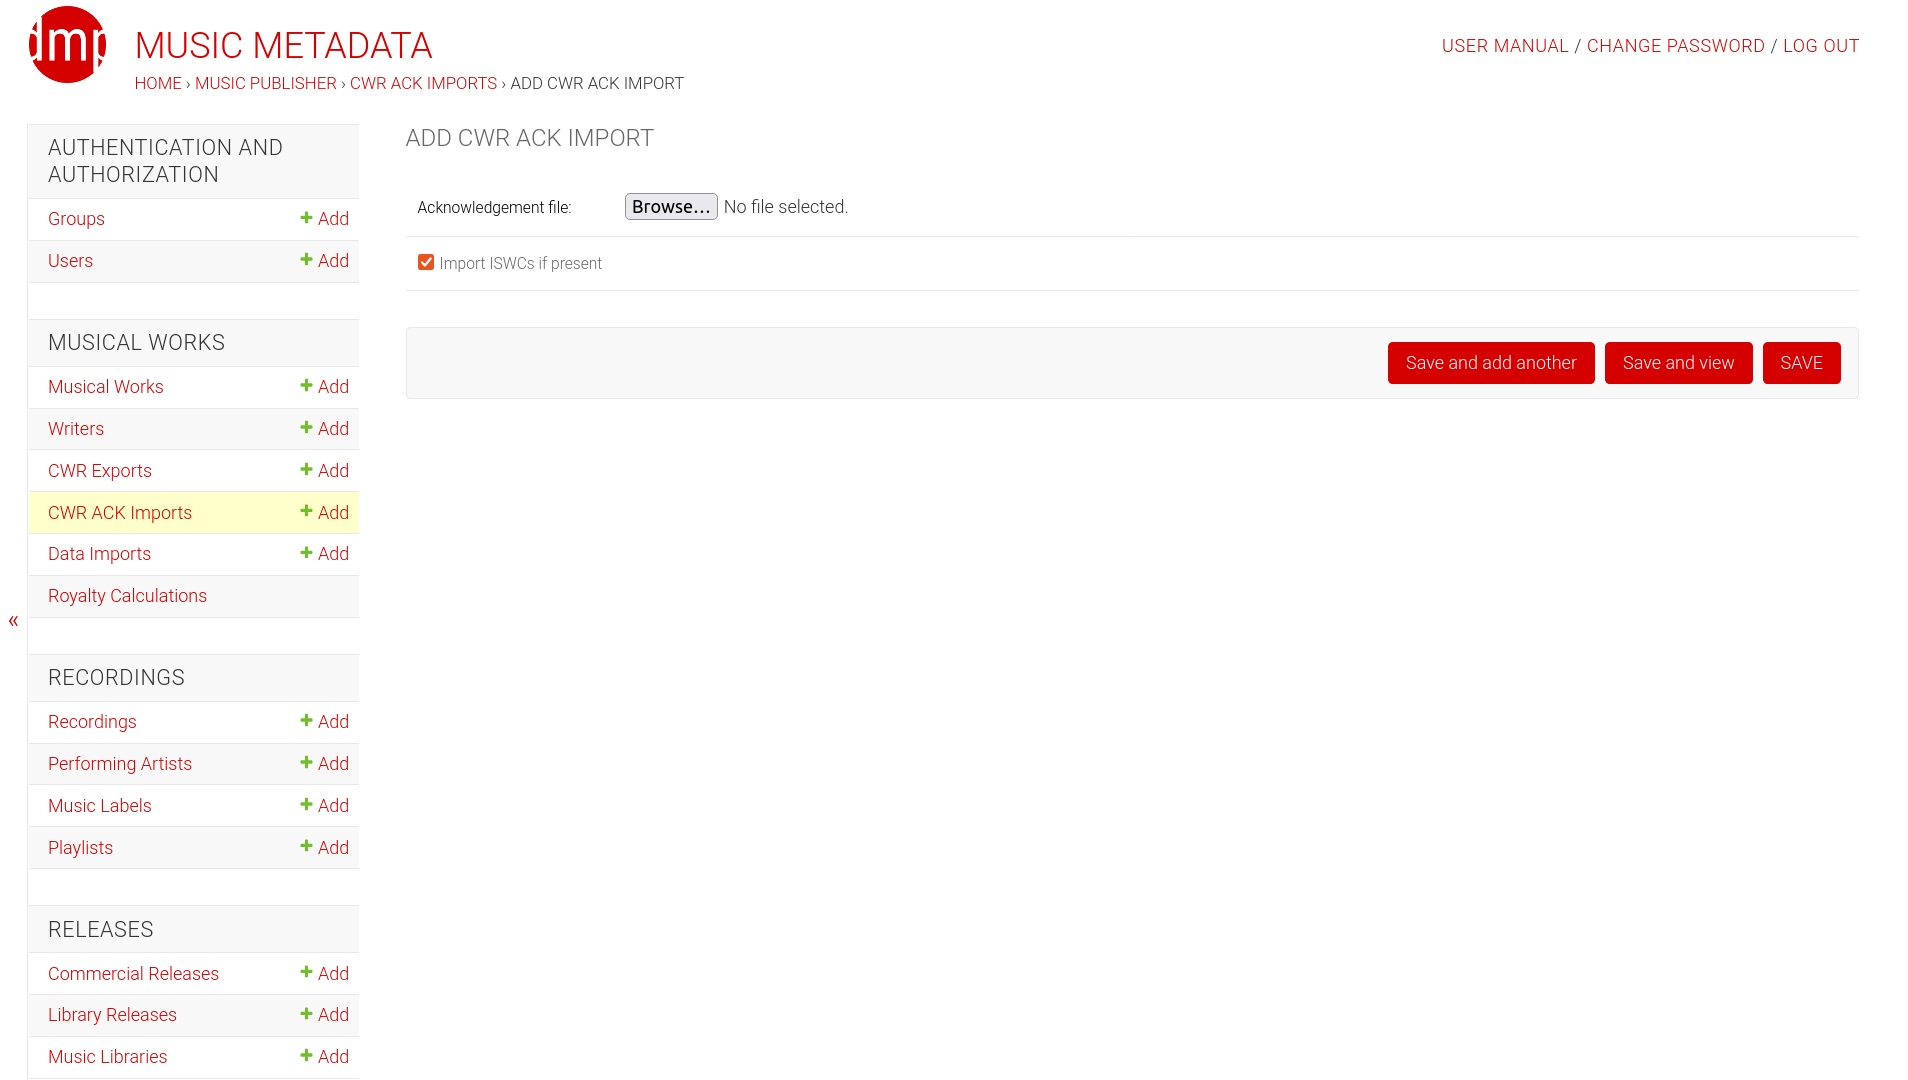 dmp
MUSIC METADATA
USER MANUAL / CHANGE PASSWORD / LOG OUT
HOME › MUSIC PUBLISHER › CWR ACK IMPORTS › ADD CWR ACK IMPORT
«
AUTHENTICATION AND
AUTHORIZATION
Groups Add
Users Add
MUSICAL WORKS
Musical Works Add
Writers Add
CWR Exports Add
CWR ACK Imports Add
Data Imports Add
Royalty Calculations
RECORDINGS
Recordings Add
Performing Artists Add
Music Labels Add
Playlists Add
RELEASES
Commercial Releases Add
Library Releases Add
Music Libraries Add
ADD CWR ACK IMPORT
Acknowledgement file: Browse... No file selected.
Import ISWCs if present
Save and add another Save and view SAVE